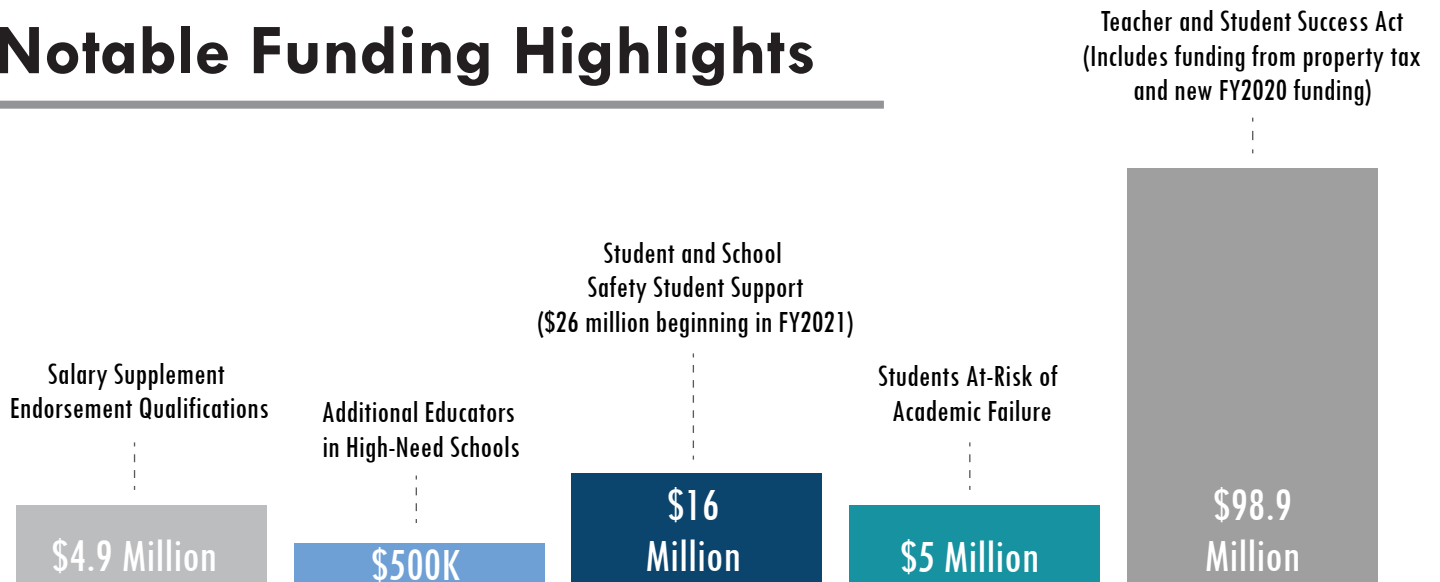 Notable Funding Highlights
Teacher and Student Success Act
(Includes funding from property tax
and new FY2020 funding)
Student and School
Safety Student Support
($26 million beginning in FY2021)
Salary Supplement
Endorsement Qualifications
Additional Educators
in High-Need Schools
Students At-Risk of
Academic Failure
$4.9 Million
$500K
$16
Million
$5 Million
$98.9
Million